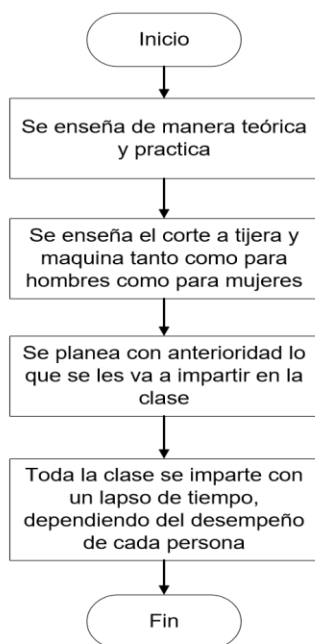 Inicio
Se enseña de manera teórica
y practica
Se enseña el corte a tijera y
maquina tanto como para
hombres como para mujeres
Se planea con anterioridad lo
que se les va a impartir en la
clase
Toda la clase se imparte con
un lapso de tiempo,
dependiendo del desempeño
de cada persona
Fin